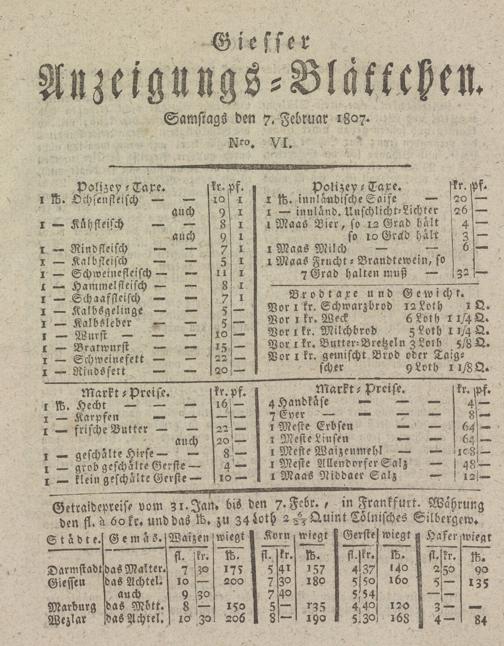 Giesser
Anzeigungs-Blättchen.
Samstags den 7. Februar 1807.
Nro. VI.
Polizey-Taxe. kr. pf.
1 ℔. Ochsenfleisch — — 10 1
auch 9 1
1 — Kühfleisch — — 8 1
auch — — 9 1
1 — Rindfleisch — — 7 1
1 — Kalbfleisch — — 5 1
1 — Schweinefleisch — — 11 1
1 — Hammelfleisch — — 8 1
1 — Schaaffleisch — — 7 1
1 — Kalbsgelinge — — 5 —
1 — Kalbsleber — — 5 —
1 — Wurst — — 10 —
1 — Bratwurst — — 15 —
1 — Schweinefett — — 22 —
1 — Rindsfett — — 20 —
Polizey-Taxe. kr. pf.
1 ℔. innländische Saife — 20 —
1 — innländ. Unschlicht-Lichter 26 —
1 Maas Bier, so 12 Grad hält 4 —
so 10 Grad hält 3 —
1 Maas Milch — — 6 —
1 Maas Frucht-Brandtewein, so
7 Grad halten muß — 32 —
Brodtaxe und Gewicht.
Vor 1 kr. Schwarzbrod 12 Loth 1 Q.
Vor 1 kr. Weck 6 Loth 1 1/4 Q.
Vor 1 kr. Milchbrod 5 Loth 1 1/4 Q.
Vor 1 kr. Butter-Bretzeln 3 Loth 5/8 Q.
Vor 1 kr. gemischt Brod oder Taig-
scher 9 Loth 1 1/8 Q.
Markt-Preise. kr. pf.
1 ℔. Hecht — — 16 —
1 — Karpfen — — — —
1 — frische Butter — — 22 —
auch 20 —
1 — geschälte Hirse — — 8 —
1 — grob geschälte Gerste — 4 —
1 — klein geschälte Gerste — 10 —
Markt-Preise. kr. pf.
4 Handkäse — — — 4 —
7 Eyer — — — 8 —
1 Meste Erbsen — — 64 —
1 Meste Linsen — — 64 —
1 Meste Waizenmehl — — 108 —
1 Meste Allendorfer Salz — 48 —
1 Maas Niddaer Salz — 12 —
Getraidepreise vom 31. Jan. bis den 7. Febr., in Frankfurt. Währung
den fl. à 60 kr. und das ℔. zu 34 Loth 2 Quint Cölnisches Silbergew.
Städte. Gemäs. Waizen wiegt Korn wiegt Gerste wiegt Hafer wiegt
fl. kr. ℔. fl. kr. ℔. fl. kr. ℔. fl. kr. ℔.
Darmstadt das Malter. 7 30 175 5 41 157 4 37 140 2 50 90
Giessen das Achtel. 10 — 200 7 30 180 5 50 160 5 — 135
auch 9 30 7 40 5 54 — —
Marburg das Mött. 8 — 150 5 — 135 4 40 120 3 — —
Wezlar das Achtel. 10 30 206 8 — 190 5 30 168 4 — 84